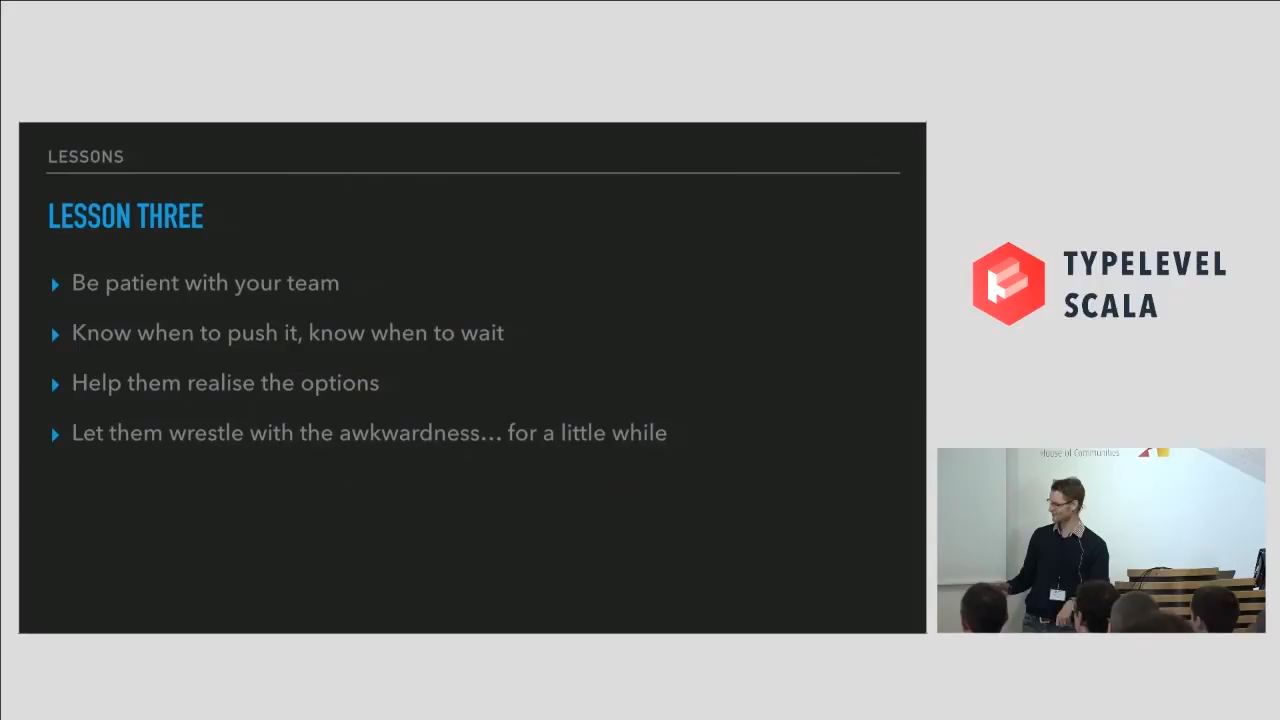 LESSONS
LESSON THREE
Be patient with your team
Know when to push it, know when to wait
Help them realise the options
Let them wrestle with the awkwardness... for a little while
TYPELEVEL
SCALA
House of Communities